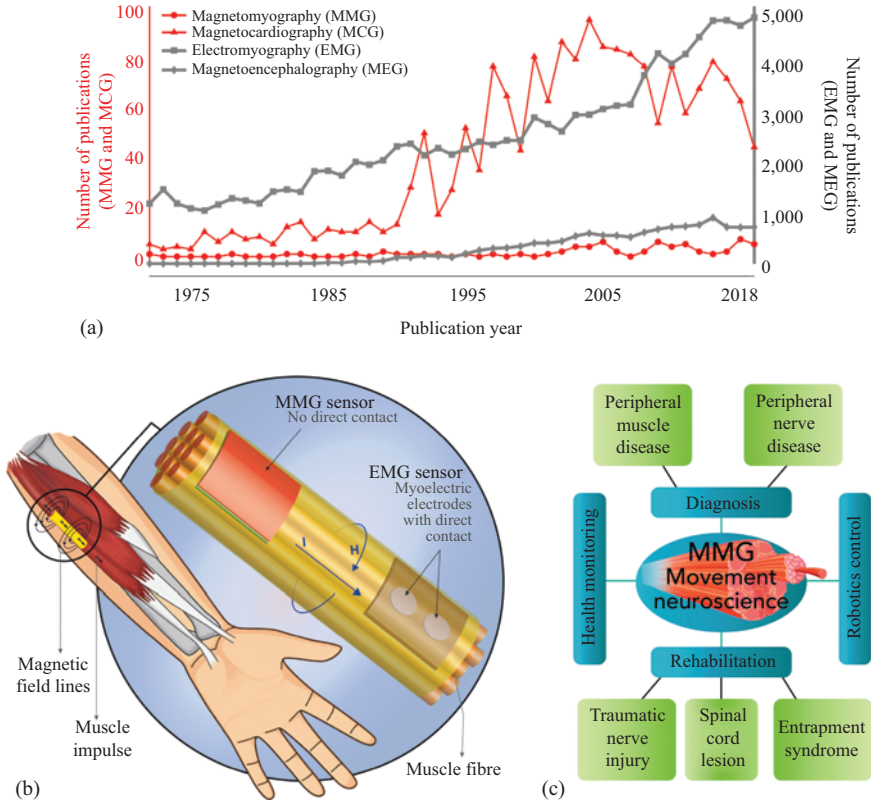 Magnetomyography (MMG)
Magnetocardiography (MCG)
Electromyography (EMG)
Magnetoencephalography (MEG)
Number of publications
(MMG and MCG)
100
80
60
40
20
0
5,000
4,000
3,000
2,000
1,000
0
Number of publications
(EMG and MEG)
1975
1985
1995
2005
2018
(a)
Publication year
MMG sensor
No direct contact
EMG sensor
Myoelectric
electrodes
with direct
contact
I
H
Magnetic
field lines
Muscle
impulse
Muscle fibre
(b)
Peripheral
muscle
disease
Peripheral
nerve
disease
Diagnosis
Health monitoring
MMG
Movement
neuroscience
Robotics control
Rehabilitation
Traumatic
nerve
injury
Spinal
cord
lesion
Entrapment
syndrome
(c)